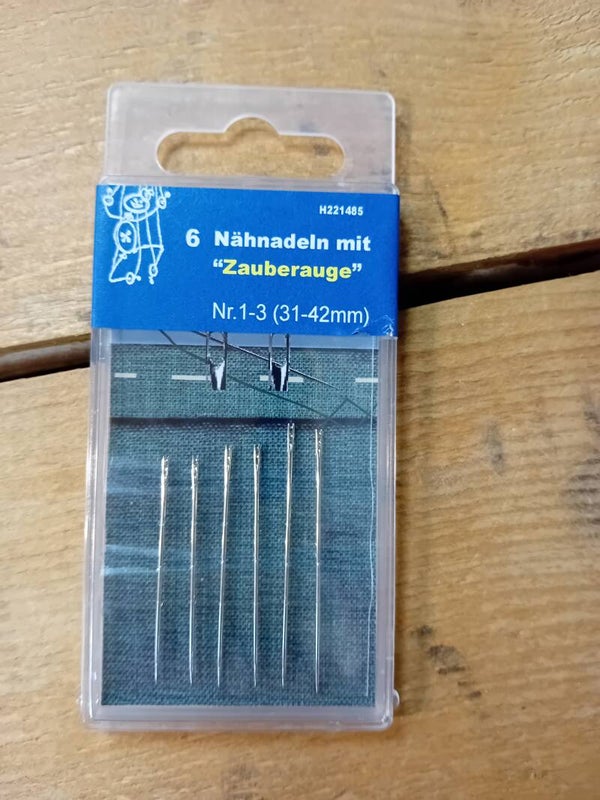 H221485
6 Nähnadeln mit
“Zauberauge”
Nr.1-3 (31-42mm)